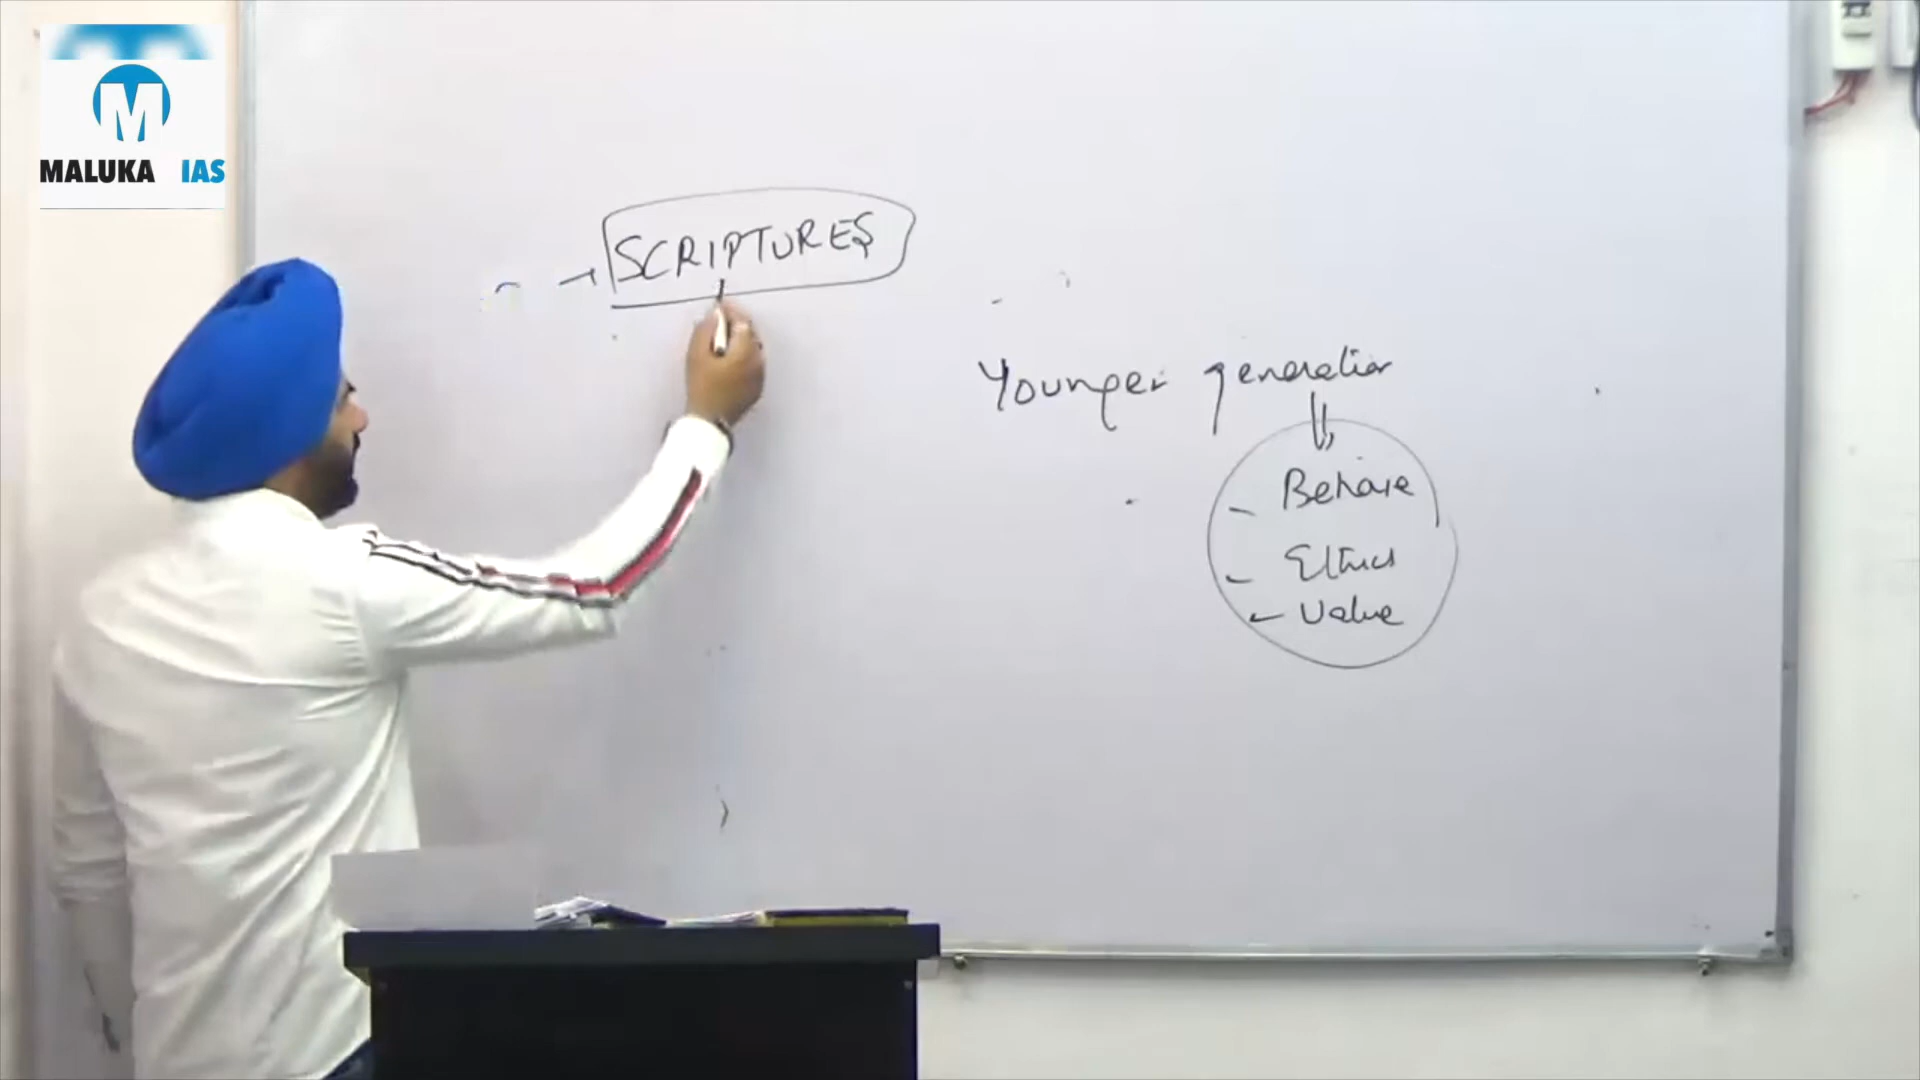 MALUKA IAS
SCRIPTURES
Younger generation
- Behave
- Ethics
- Value